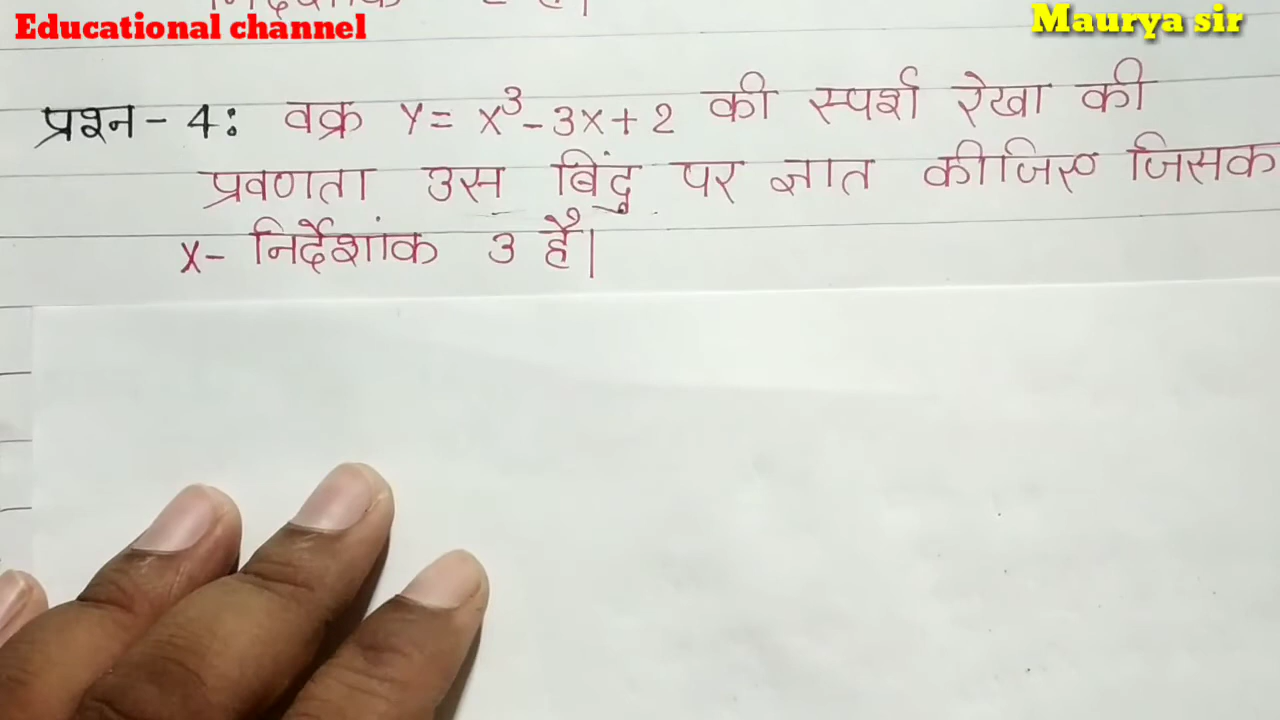 Educational channel
Maurya sir
प्रश्न-4: वक्र y= x³-3x+2 की स्पर्श रेखा की
प्रवणता उस बिंदु पर ज्ञात कीजिए जिसक
x- निर्देशांक 3 है।